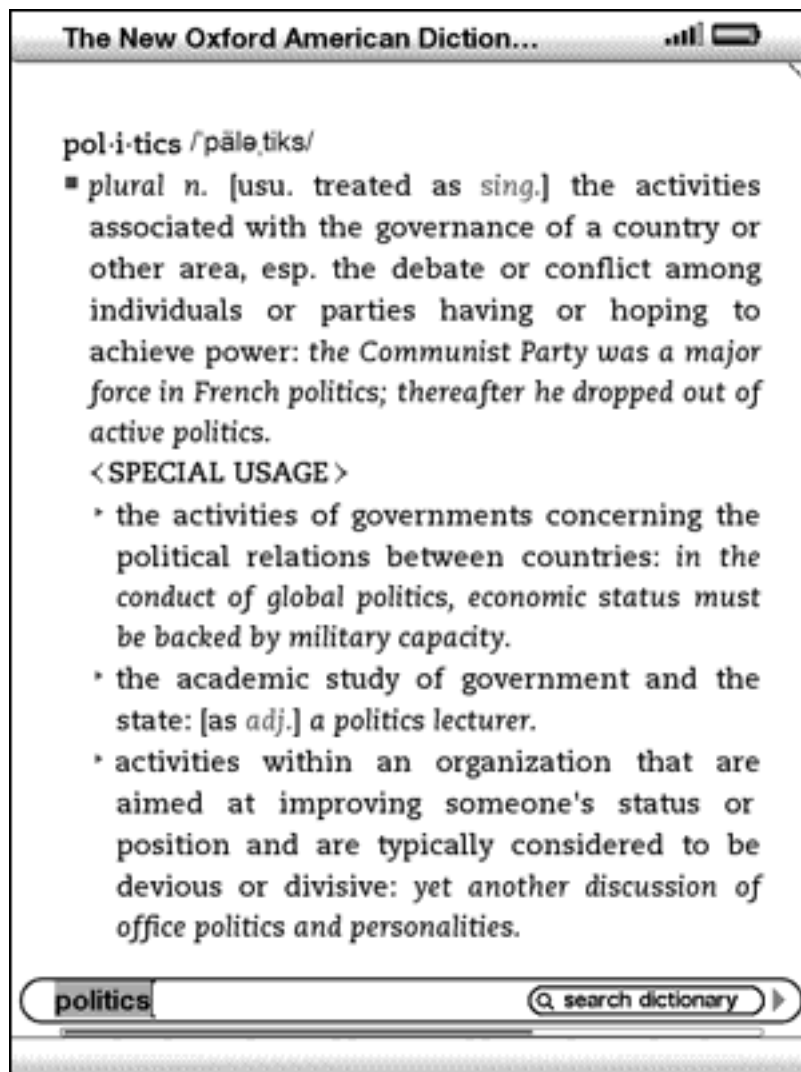 The New Oxford American Diction...
pol·i·tics /ˈpäləˌtiks/
■ plural n. [usu. treated as sing.] the activities
associated with the governance of a country or
other area, esp. the debate or conflict among
individuals or parties having or hoping to
achieve power: the Communist Party was a major
force in French politics; thereafter he dropped out of
active politics.
<SPECIAL USAGE>
‣ the activities of governments concerning the
political relations between countries: in the
conduct of global politics, economic status must
be backed by military capacity.
‣ the academic study of government and the
state: [as adj.] a politics lecturer.
‣ activities within an organization that are
aimed at improving someone's status or
position and are typically considered to be
devious or divisive: yet another discussion of
office politics and personalities.
politics search dictionary